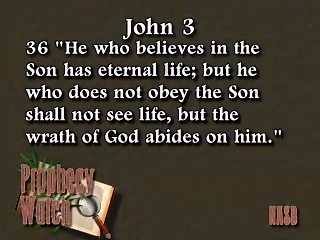 John 3
36 "He who believes in the
Son has eternal life; but he
who does not obey the Son
shall not see life, but the
wrath of God abides on him."
Prophecy
Watch
NASB